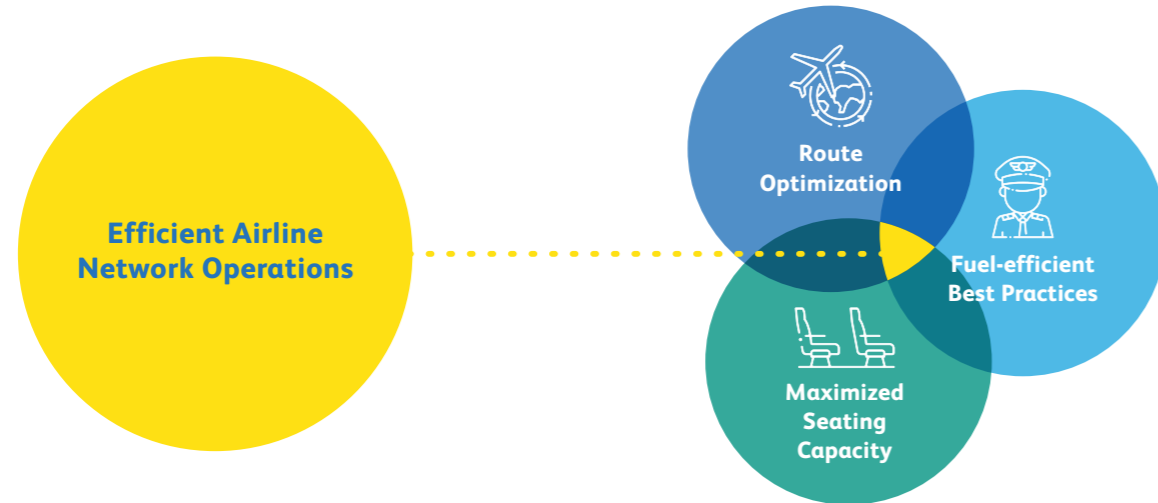 Efficient Airline
Network Operations
Route
Optimization
Fuel-efficient
Best Practices
Maximized
Seating
Capacity